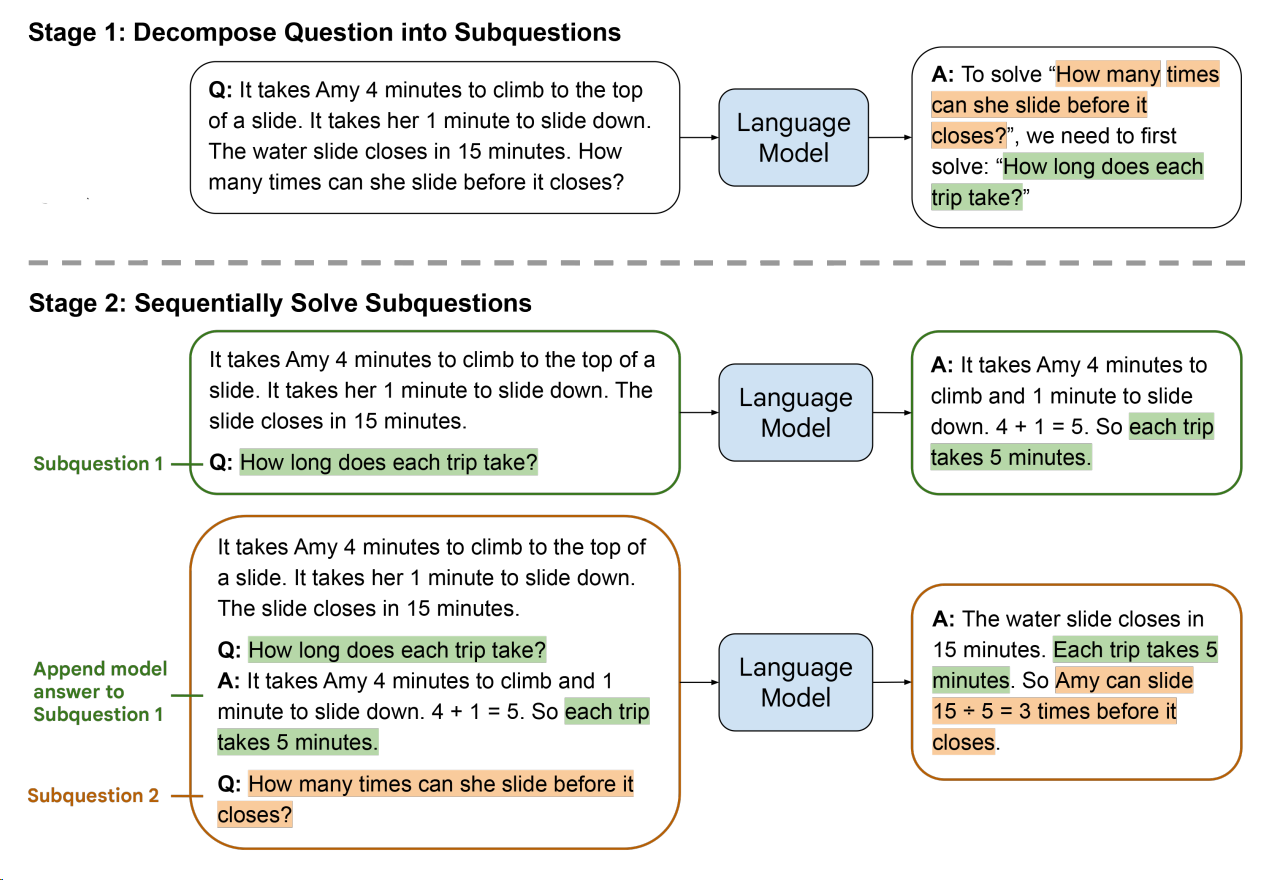 Stage 1: Decompose Question into Subquestions
Q: It takes Amy 4 minutes to climb to the top
of a slide. It takes her 1 minute to slide down.
The water slide closes in 15 minutes. How
many times can she slide before it closes?
Language
Model
A: To solve “How many times
can she slide before it
closes?”, we need to first
solve: “How long does each
trip take?”
Stage 2: Sequentially Solve Subquestions
It takes Amy 4 minutes to climb to the top of a
slide. It takes her 1 minute to slide down. The
slide closes in 15 minutes.
Subquestion 1
Q: How long does each trip take?
Language
Model
A: It takes Amy 4 minutes to
climb and 1 minute to slide
down. 4 + 1 = 5. So each trip
takes 5 minutes.
It takes Amy 4 minutes to climb to the top of
a slide. It takes her 1 minute to slide down.
The slide closes in 15 minutes.
Q: How long does each trip take?
Append model
answer to
Subquestion 1
A: It takes Amy 4 minutes to climb and 1
minute to slide down. 4 + 1 = 5. So each trip
takes 5 minutes.
Subquestion 2
Q: How many times can she slide before it
closes?
Language
Model
A: The water slide closes in
15 minutes. Each trip takes 5
minutes. So Amy can slide
15 ÷ 5 = 3 times before it
closes.